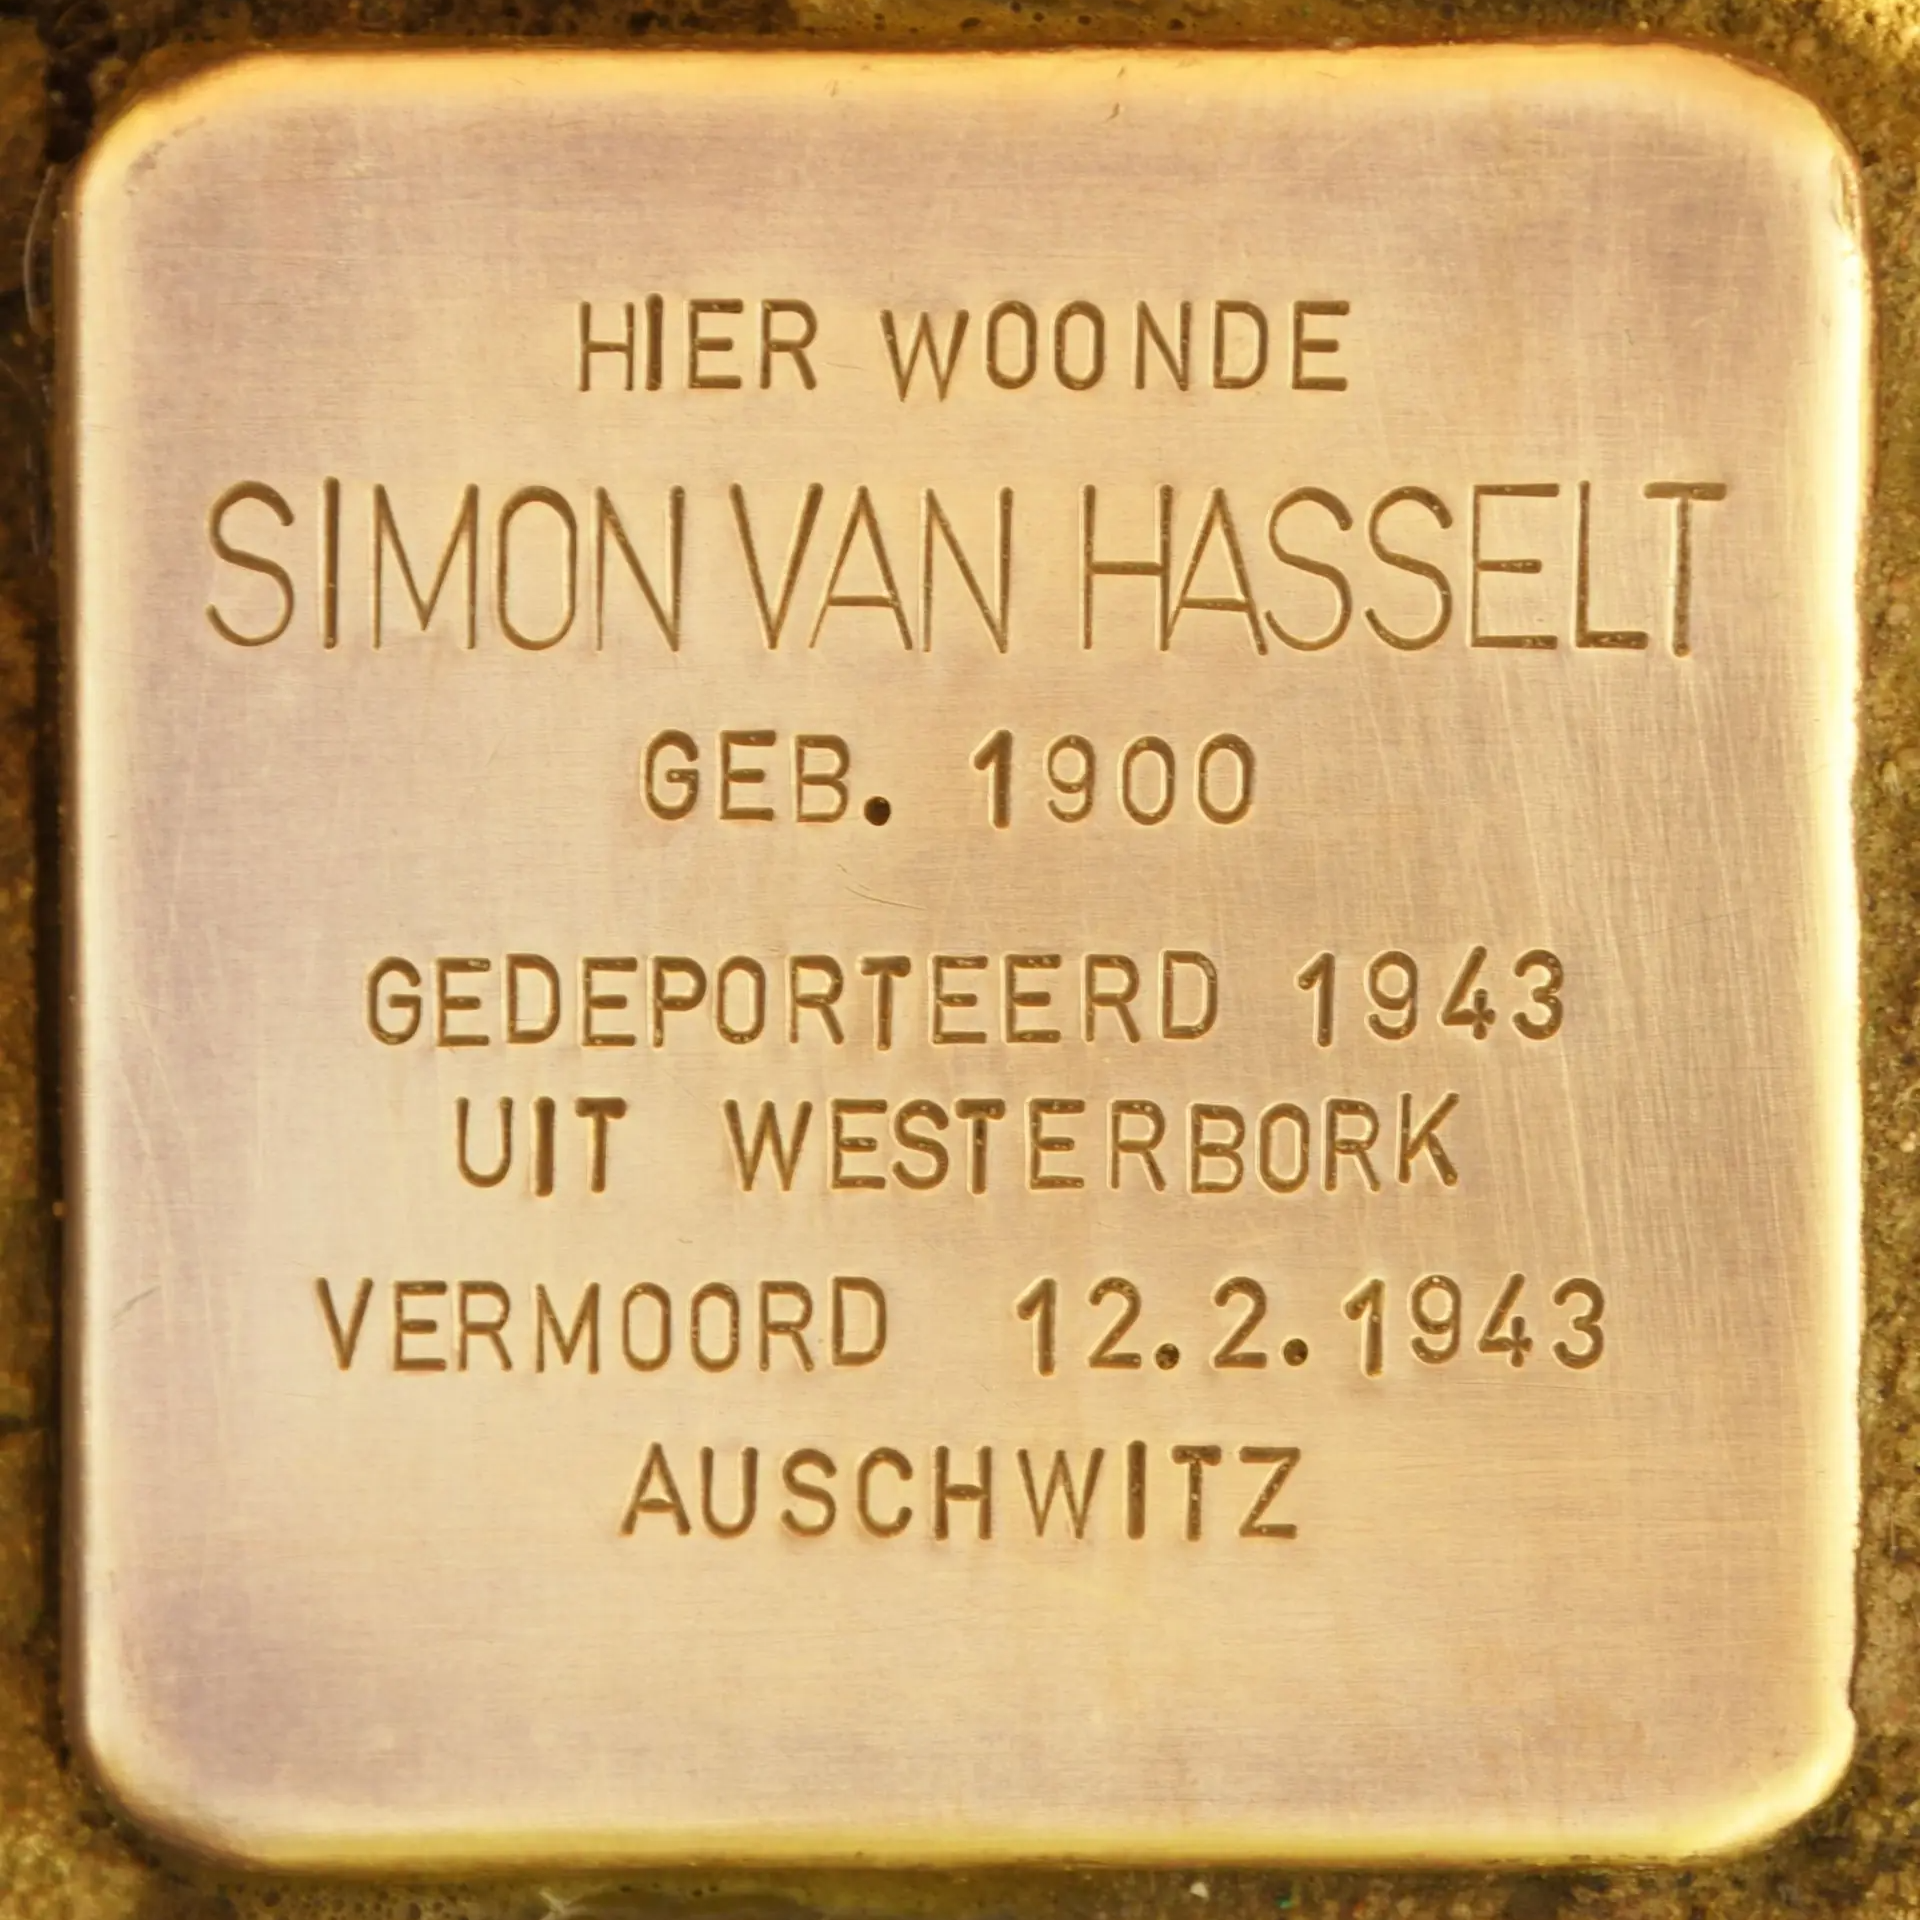 HIER WOONDE
SIMON VAN HASSELT
GEB. 1900
GEDEPORTEERD 1943
UIT WESTERBORK
VERMOORD 12.2.1943
AUSCHWITZ